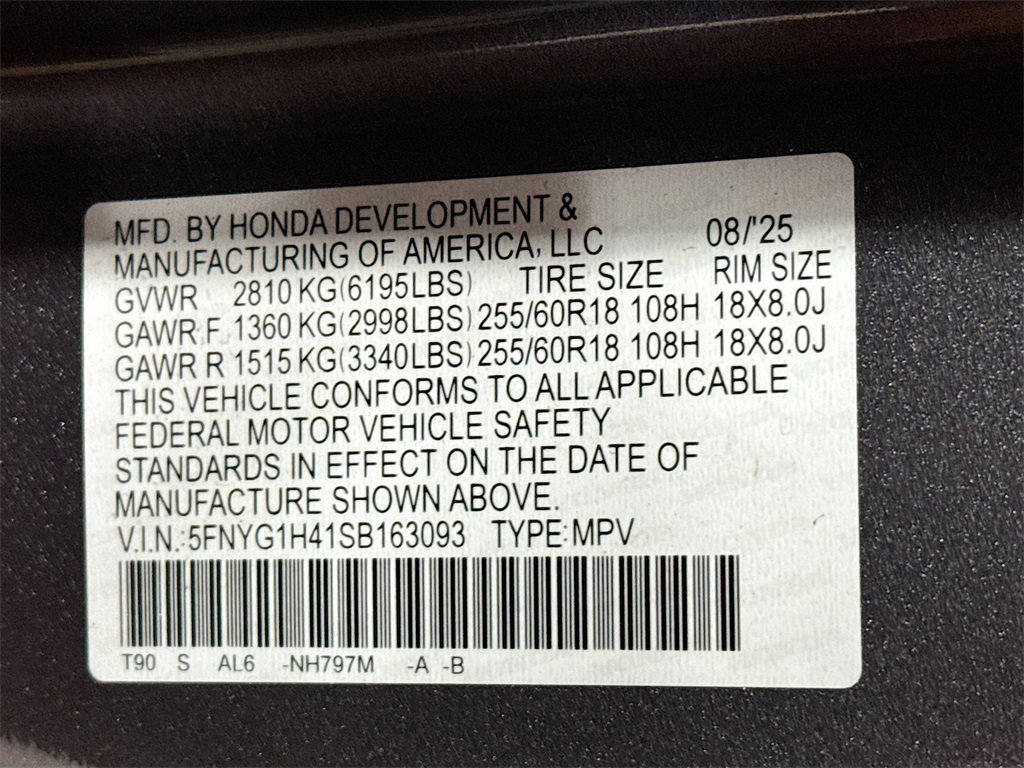 MFD. BY HONDA DEVELOPMENT &
MANUFACTURING OF AMERICA, LLC 08/'25
GVWR 2810 KG(6195LBS) TIRE SIZE RIM SIZE
GAWR F 1360 KG(2998LBS) 255/60R18 108H 18X8.0J
GAWR R 1515 KG(3340LBS) 255/60R18 108H 18X8.0J
THIS VEHICLE CONFORMS TO ALL APPLICABLE
FEDERAL MOTOR VEHICLE SAFETY
STANDARDS IN EFFECT ON THE DATE OF
MANUFACTURE SHOWN ABOVE.
V.I.N.:5FNYG1H41SB163093 TYPE:MPV
T90 S AL6 -NH797M -A -B